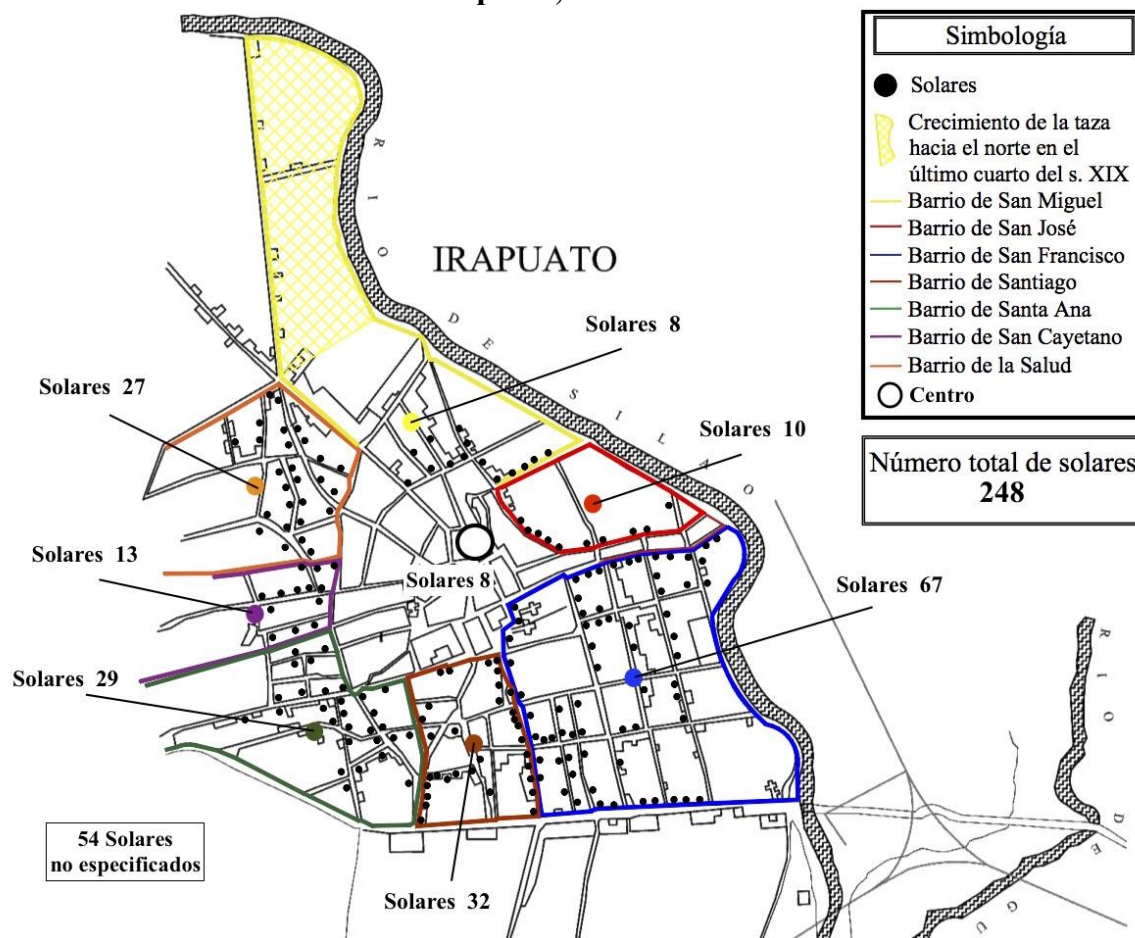 Simbología
Solares
Crecimiento de la taza
hacia el norte en el
último cuarto del s. XIX
Barrio de San Miguel
Barrio de San José
Barrio de San Francisco
Barrio de Santiago
Barrio de Santa Ana
Barrio de San Cayetano
Barrio de la Salud
Centro
Número total de solares
248
RIO DE SILAO
IRAPUATO
Solares 8
Solares 27
Solares 10
Solares 13
Solares 8
Solares 67
Solares 29
RIO DE GU
54 Solares
no especificados
Solares 32